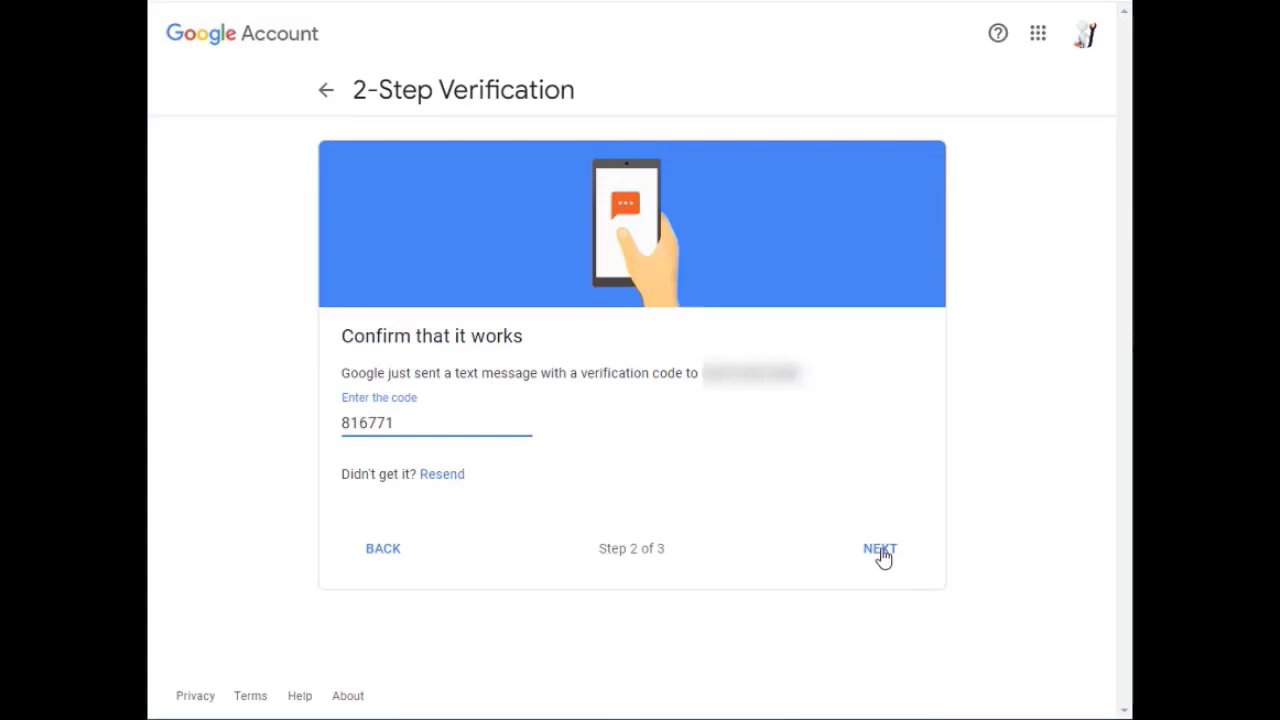 Google Account
2-Step Verification
Confirm that it works
Google just sent a text message with a verification code to
Enter the code
816771
Didn't get it? Resend
BACK Step 2 of 3 NEXT
Privacy Terms Help About